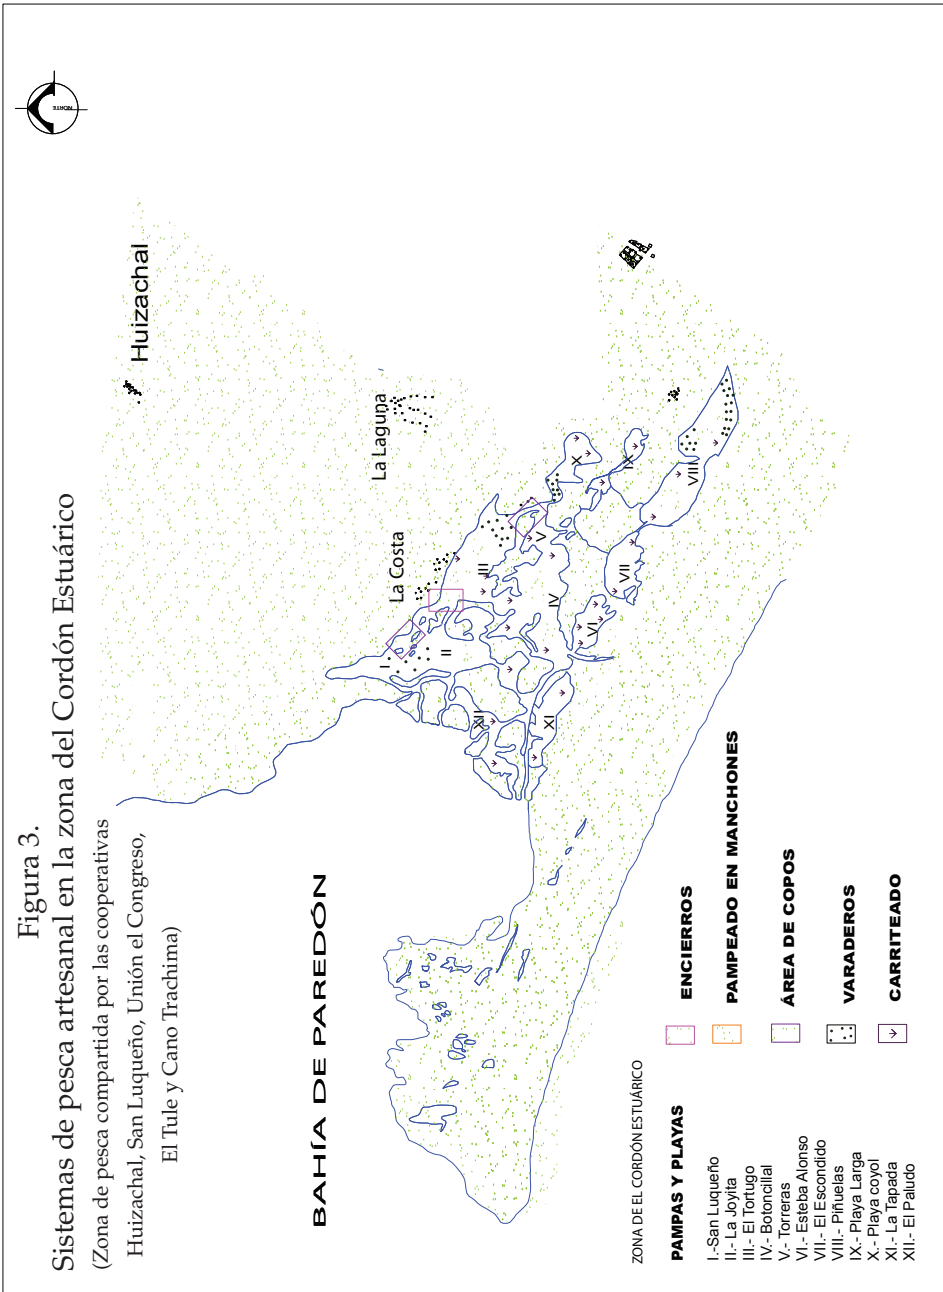 Figura 3.
Sistemas de pesca artesanal en la zona del Cordón Estuárico
(Zona de pesca compartida por las cooperativas
Huizachal, San Luqueño, Unión el Congreso,
El Tule y Cano Trachima)
NORTE
Huizachal
La Laguna
La Costa
BAHÍA DE PAREDÓN
I
II
III
IV
V
VI
VII
VIII
IX
X
XI
XII
ZONA DE EL CORDÓN ESTUÁRICO
PAMPAS Y PLAYAS
I.-San Luqueño
II.- La Joyita
III.- El Tortugo
IV.- Botoncillal
V.- Torreras
VI.- Esteba Alonso
VII.- El Escondido
VIII.- Piñuelas
IX.- Playa Larga
X.- Playa coyol
XI.- La Tapada
XII.- El Paludo
ENCIERROS
PAMPEADO EN MANCHONES
ÁREA DE COPOS
VARADEROS
CARRITEADO